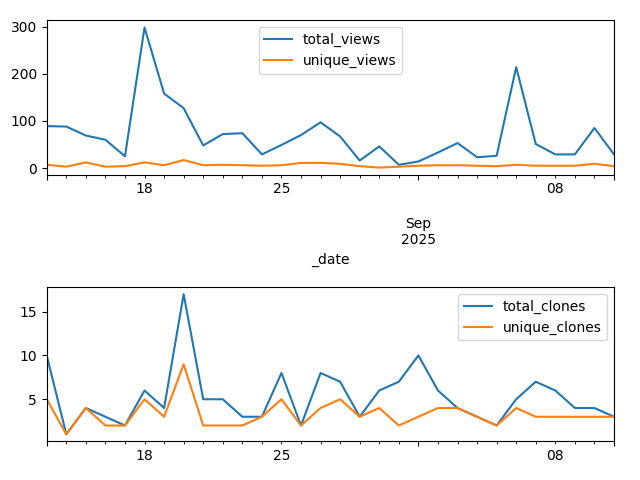 300
200
100
0
total_views
unique_views
18
25
08
Sep
2025
_date
15
10
5
total_clones
unique_clones
18
25
08